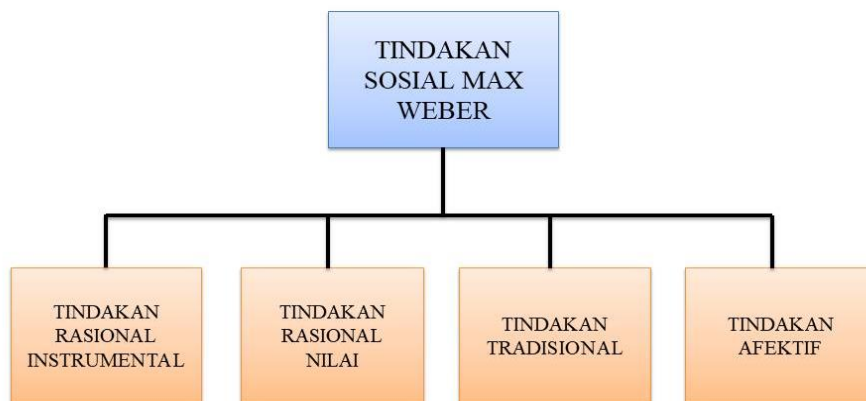 TINDAKAN
SOSIAL MAX
WEBER
TINDAKAN
RASIONAL
INSTRUMENTAL
TINDAKAN
RASIONAL
NILAI
TINDAKAN
TRADISIONAL
TINDAKAN
AFEKTIF